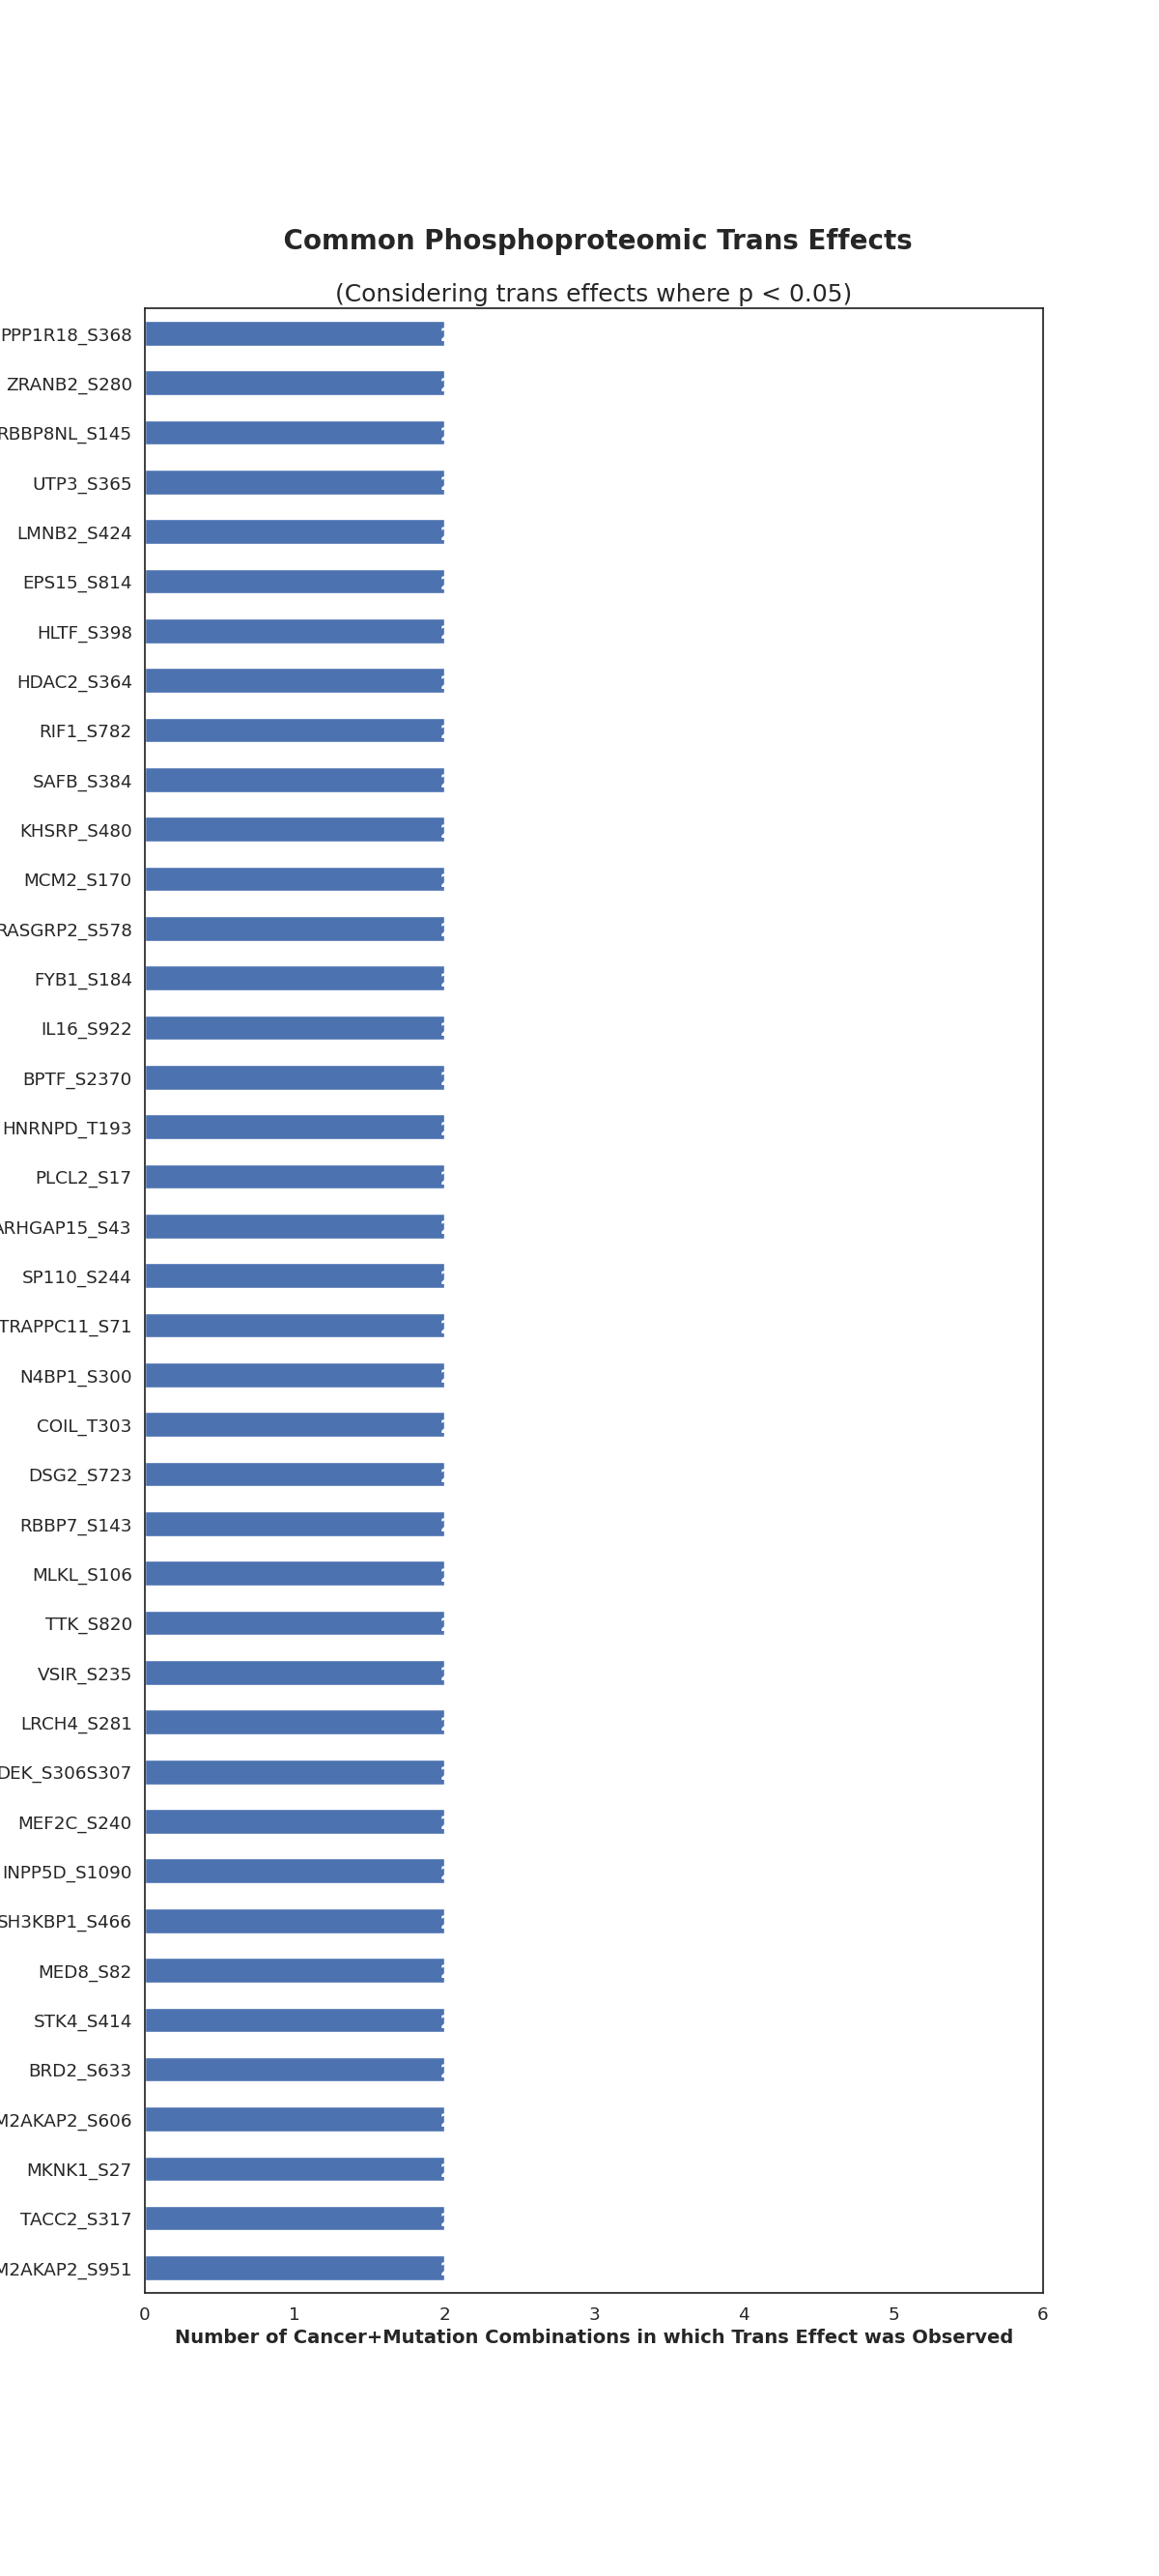 Common Phosphoproteomic Trans Effects
(Considering trans effects where p < 0.05)
PPP1R18_S368
ZRANB2_S280
RBBP8NL_S145
UTP3_S365
LMNB2_S424
EPS15_S814
HLTF_S398
HDAC2_S364
RIF1_S782
SAFB_S384
KHSRP_S480
MCM2_S170
RASGRP2_S578
FYB1_S184
IL16_S922
BPTF_S2370
HNRNPD_T193
PLCL2_S17
ARHGAP15_S43
SP110_S244
TRAPPC11_S71
N4BP1_S300
COIL_T303
DSG2_S723
RBBP7_S143
MLKL_S106
TTK_S820
VSIR_S235
LRCH4_S281
DEK_S306S307
MEF2C_S240
INPP5D_S1090
SH3KBP1_S466
MED8_S82
STK4_S414
BRD2_S633
M2AKAP2_S606
MKNK1_S27
TACC2_S317
M2AKAP2_S951
0 1 2 3 4 5 6
Number of Cancer+Mutation Combinations in which Trans Effect was Observed